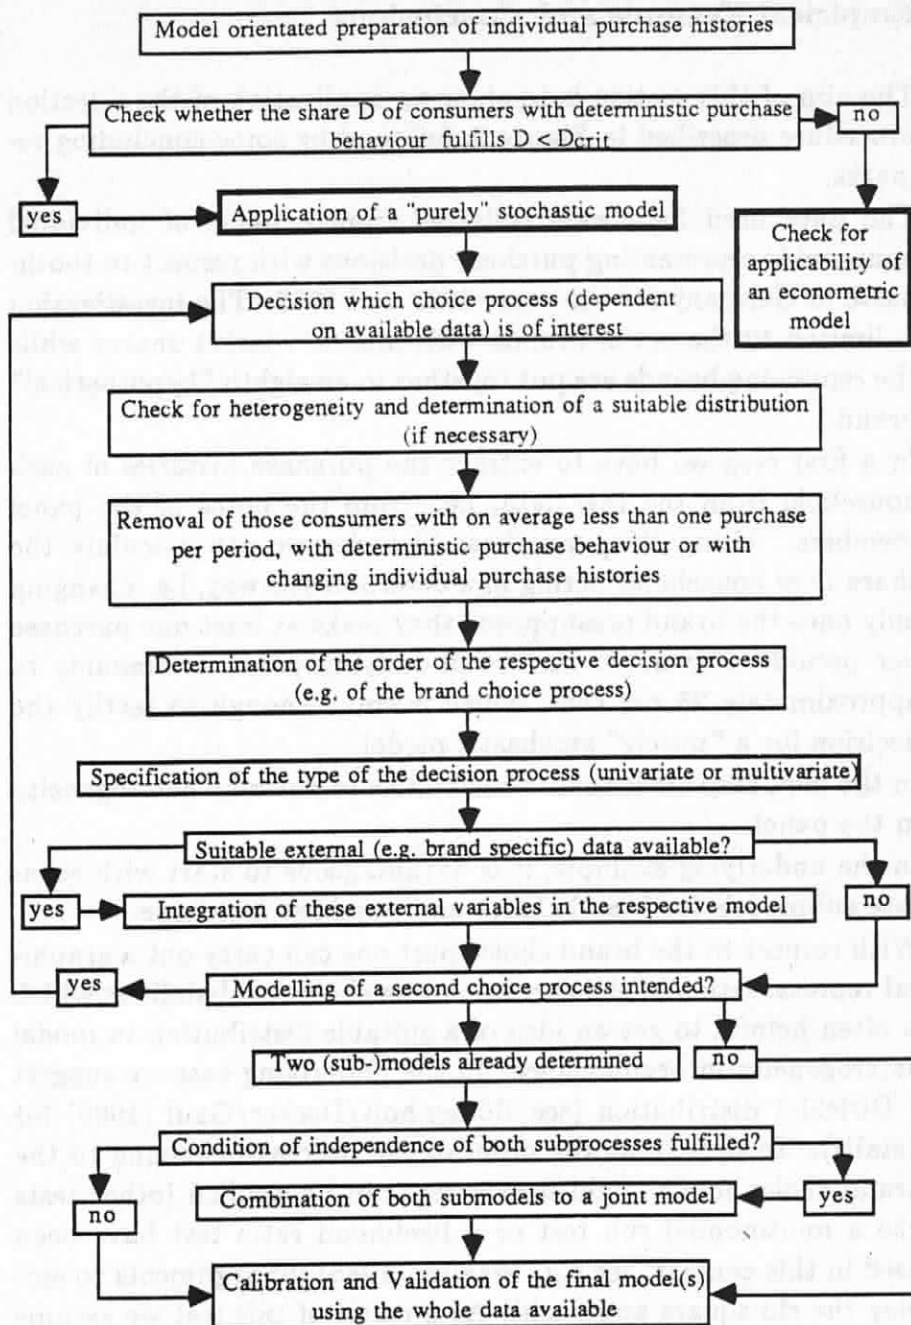 Model orientated preparation of individual purchase histories
Check whether the share D of consumers with deterministic purchase
behaviour fulfills D < Dcrit
no
yes
Application of a "purely" stochastic model
Check for
applicability of
an econometric
model
Decision which choice process (dependent
on available data) is of interest
Check for heterogeneity and determination of a suitable distribution
(if necessary)
Removal of those consumers with on average less than one purchase
per period, with deterministic purchase behaviour or with
changing individual purchase histories
Determination of the order of the respective decision process
(e.g. of the brand choice process)
Specification of the type of the decision process (univariate or multivariate)
Suitable external (e.g. brand specific) data available?
yes
Integration of these external variables in the respective model
no
yes
Modelling of a second choice process intended?
Two (sub-)models already determined
no
Condition of independence of both subprocesses fulfilled?
no
Combination of both submodels to a joint model
yes
Calibration and Validation of the final model(s)
using the whole data available